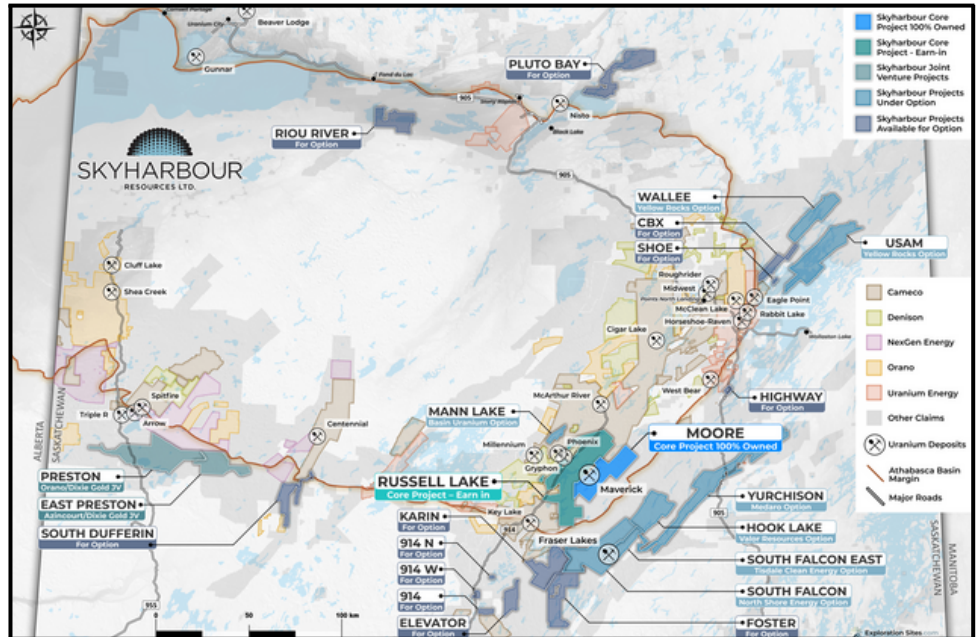 Uranium City
Beaver Lodge
Gunnar
Fond du Lac
905
Stony Rapids
PLUTO BAY
For Option
Nisto
Black Lake
RIOU RIVER
For Option
905
SKYHARBOUR
RESOURCES LTD.
Skyharbour Core
Project 100% Owned
Skyharbour Core
Project - Earn-in
Skyharbour Joint
Venture Projects
Skyharbour Projects
Under Option
Skyharbour Projects
Available for Option
WALLEE
Yellow Rocks Option
CBX
For Option
SHOE
For Option
USAM
Yellow Rocks Option
Cluff Lake
Shea Creek
Roughrider
Midwest
Points North Landing
McClean Lake
Horseshoe-Raven
Eagle Point
Rabbit Lake
Wollaston Lake
Cigar Lake
West Bear
HIGHWAY
For Option
McArthur River
Cameco
Denison
NexGen Energy
Orano
Uranium Energy
Other Claims
Uranium Deposits
Athabasca Basin
Margin
Major Roads
Spitfire
Triple R
Arrow
Centennial
ALBERTA
SASKATCHEWAN
MANN LAKE
Basin Uranium Option
Millennium
Phoenix
Gryphon
MOORE
Core Project 100% Owned
Maverick
RUSSELL LAKE
Core Project - Earn in
PRESTON
Orano/Dixie Gold JV
EAST PRESTON
Azincourt/Dixie Gold JV
SOUTH DUFFERIN
For Option
Key Lake
914
KARIN
For Option
914 N
For Option
914 W
For Option
914
For Option
ELEVATOR
For Option
Fraser Lakes
YURCHISON
Medaro Option
905
HOOK LAKE
Valor Resources Option
SOUTH FALCON EAST
Tisdale Clean Energy Option
SOUTH FALCON
North Shore Energy Option
FOSTER
For Option
SASKATCHEWAN
MANITOBA
955
0
50
100 km
Exploration Sites.com